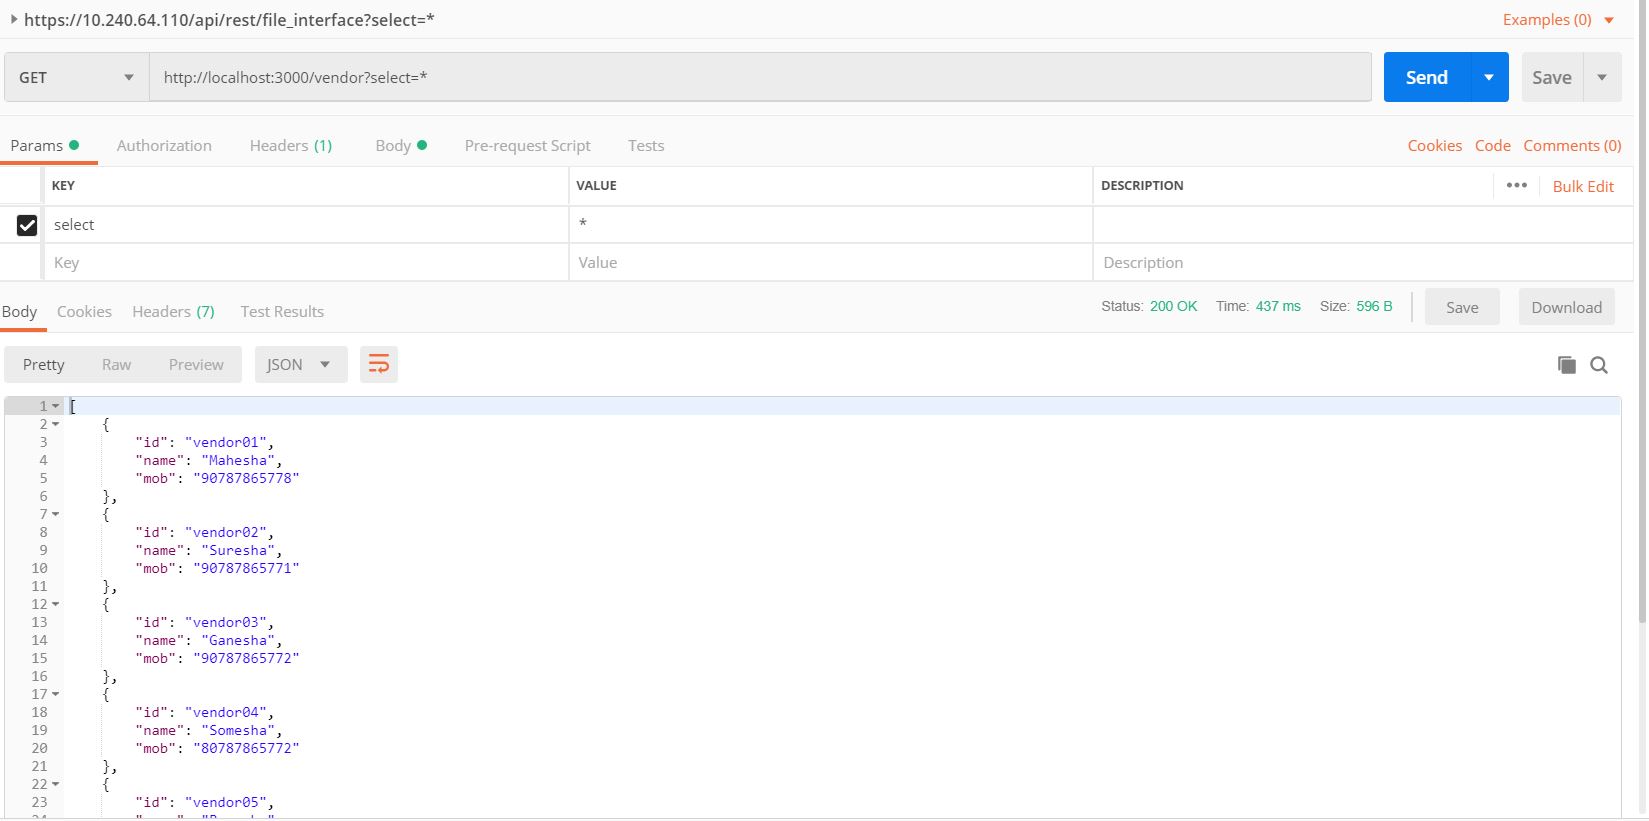 https://10.240.64.110/api/rest/file_interface?select=* Examples (0)
GET http://localhost:3000/vendor?select=* Send Save
Params Authorization Headers (1) Body Pre-request Script Tests Cookies Code Comments (0)
KEY VALUE DESCRIPTION ••• Bulk Edit
select *
Key Value Description
Body Cookies Headers (7) Test Results Status: 200 OK Time: 437 ms Size: 596 B Save Download
Pretty Raw Preview JSON
1 [
2 {
3 "id": "vendor01",
4 "name": "Mahesha",
5 "mob": "90787865778"
6 },
7 {
8 "id": "vendor02",
9 "name": "Suresha",
10 "mob": "90787865771"
11 },
12 {
13 "id": "vendor03",
14 "name": "Ganesha",
15 "mob": "90787865772"
16 },
17 {
18 "id": "vendor04",
19 "name": "Somesha",
20 "mob": "80787865772"
21 },
22 {
23 "id": "vendor05",